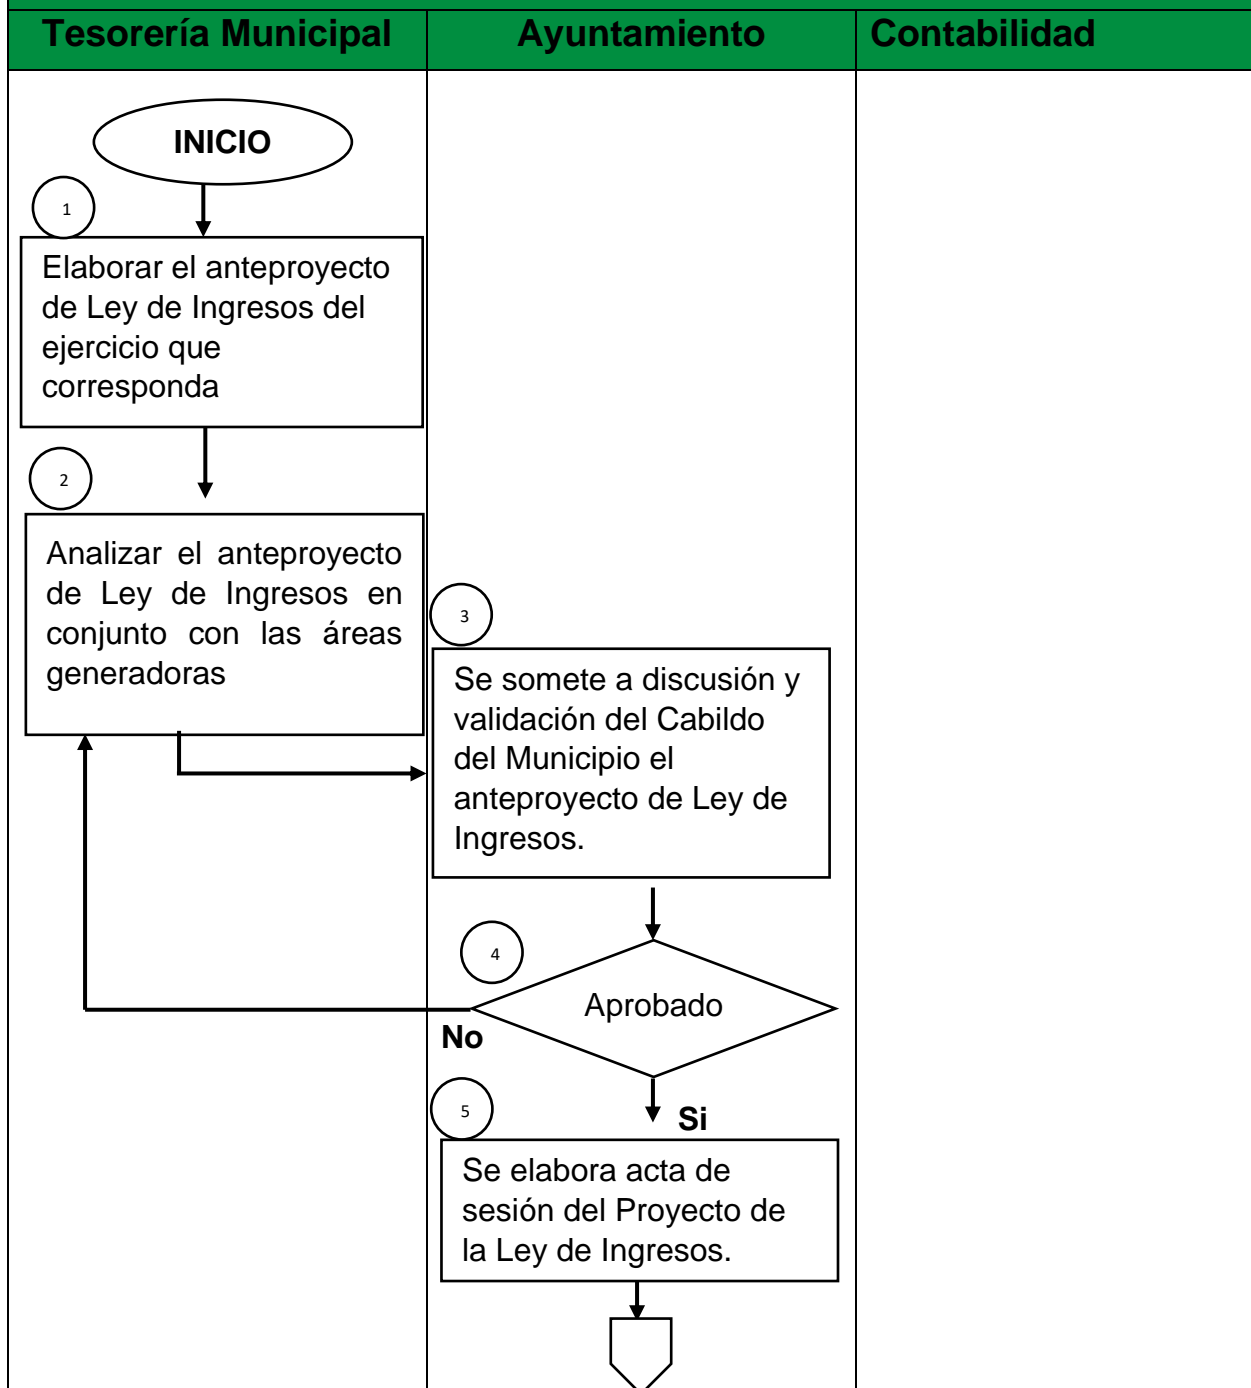 Tesorería Municipal
Ayuntamiento
Contabilidad
INICIO
1
Elaborar el anteproyecto
de Ley de Ingresos del
ejercicio que
corresponda
2
Analizar el anteproyecto
de Ley de Ingresos en
conjunto con las áreas
generadoras
3
Se somete a discusión y
validación del Cabildo
del Municipio el
anteproyecto de Ley de
Ingresos.
4
Aprobado
No
Si
5
Se elabora acta de
sesión del Proyecto de
la Ley de Ingresos.